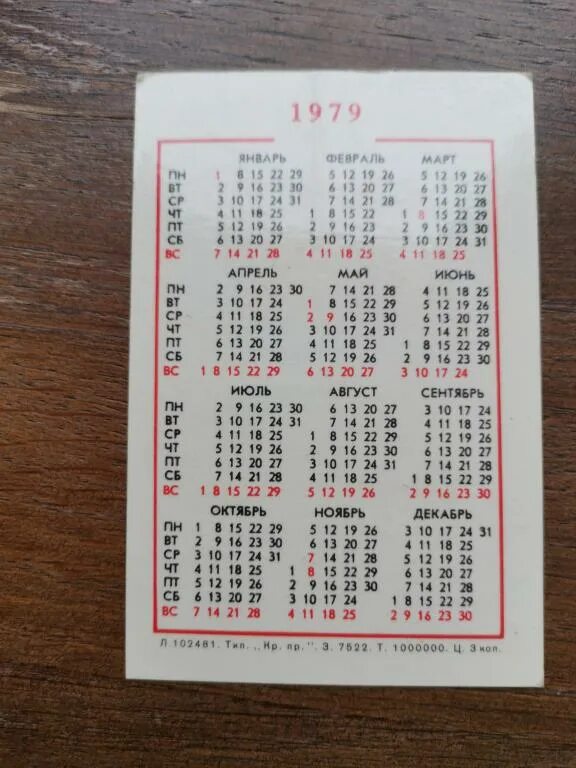 1979
ЯНВАРЬ ФЕВРАЛЬ МАРТ
ПН 1 8 15 22 29 5 12 19 26 5 12 19 26
ВТ 2 9 16 23 30 6 13 20 27 6 13 20 27
СР 3 10 17 24 31 7 14 21 28 7 14 21 28
ЧТ 4 11 18 25 1 8 15 22 1 8 15 22 29
ПТ 5 12 19 26 2 9 16 23 2 9 16 23 30
СБ 6 13 20 27 3 10 17 24 3 10 17 24 31
ВС 7 14 21 28 4 11 18 25 4 11 18 25
АПРЕЛЬ МАЙ ИЮНЬ
ПН 2 9 16 23 30 7 14 21 28 4 11 18 25
ВТ 3 10 17 24 1 8 15 22 29 5 12 19 26
СР 4 11 18 25 2 9 16 23 30 6 13 20 27
ЧТ 5 12 19 26 3 10 17 24 31 7 14 21 28
ПТ 6 13 20 27 4 11 18 25 1 8 15 22 29
СБ 7 14 21 28 5 12 19 26 2 9 16 23 30
ВС 1 8 15 22 29 6 13 20 27 3 10 17 24
ИЮЛЬ АВГУСТ СЕНТЯБРЬ
ПН 2 9 16 23 30 6 13 20 27 3 10 17 24
ВТ 3 10 17 24 31 7 14 21 28 4 11 18 25
СР 4 11 18 25 1 8 15 22 29 5 12 19 26
ЧТ 5 12 19 26 2 9 16 23 30 6 13 20 27
ПТ 6 13 20 27 3 10 17 24 31 7 14 21 28
СБ 7 14 21 28 4 11 18 25 1 8 15 22 29
ВС 1 8 15 22 29 5 12 19 26 2 9 16 23 30
ОКТЯБРЬ НОЯБРЬ ДЕКАБРЬ
ПН 1 8 15 22 29 5 12 19 26 3 10 17 24 31
ВТ 2 9 16 23 30 6 13 20 27 4 11 18 25
СР 3 10 17 24 31 7 14 21 28 5 12 19 26
ЧТ 4 11 18 25 1 8 15 22 29 6 13 20 27
ПТ 5 12 19 26 2 9 16 23 30 7 14 21 28
СБ 6 13 20 27 3 10 17 24 1 8 15 22 29
ВС 7 14 21 28 4 11 18 25 2 9 16 23 30
Л.102481. Тип. „Кр. пр.". З. 7522. Т. 1000000. Ц. 3 коп.